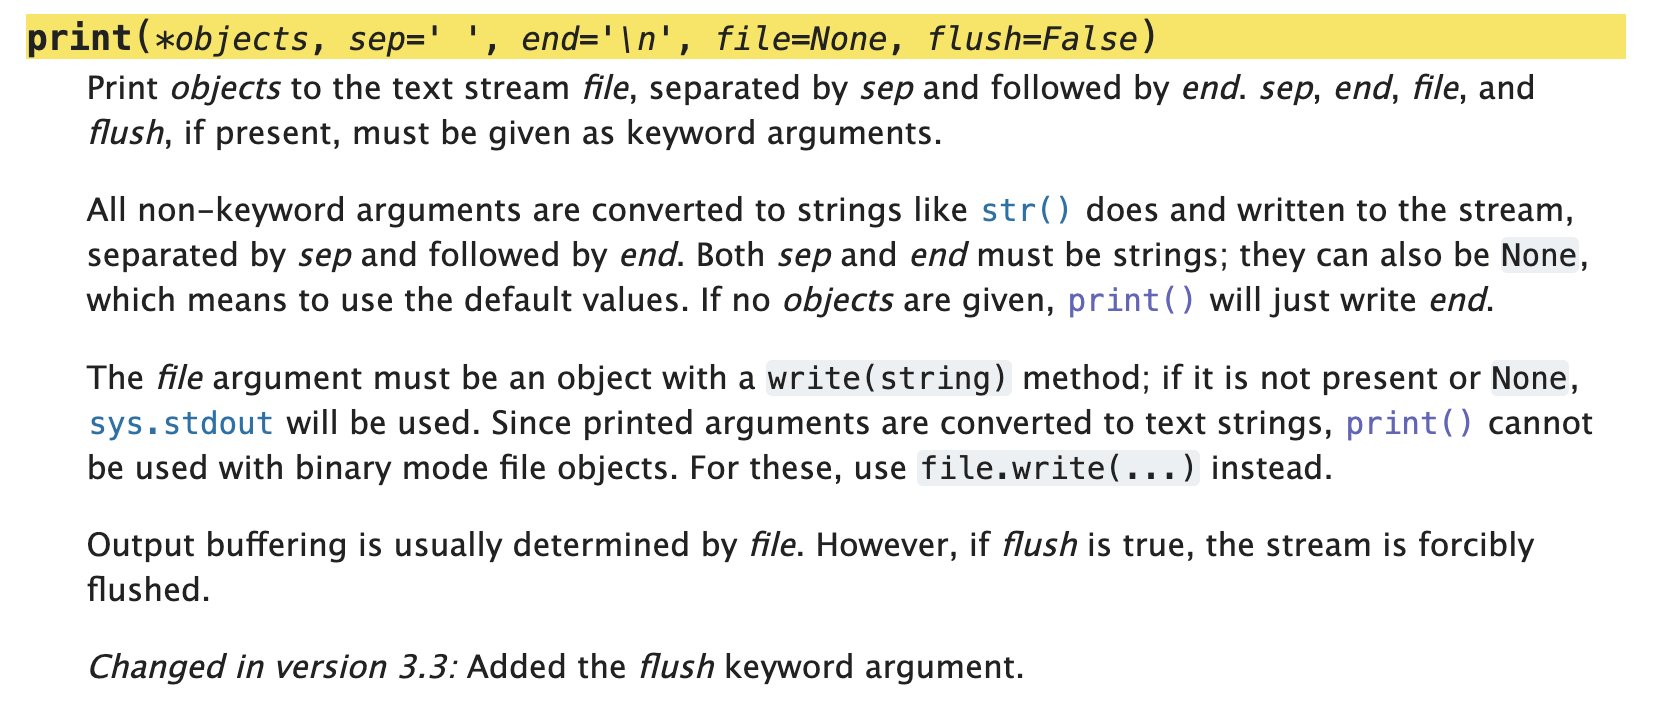 print(*objects, sep=' ', end='\n', file=None, flush=False)
Print objects to the text stream file, separated by sep and followed by end. sep, end, file, and
flush, if present, must be given as keyword arguments.
All non-keyword arguments are converted to strings like str() does and written to the stream,
separated by sep and followed by end. Both sep and end must be strings; they can also be None,
which means to use the default values. If no objects are given, print() will just write end.
The file argument must be an object with a write(string) method; if it is not present or None,
sys.stdout will be used. Since printed arguments are converted to text strings, print() cannot
be used with binary mode file objects. For these, use file.write(...) instead.
Output buffering is usually determined by file. However, if flush is true, the stream is forcibly
flushed.
Changed in version 3.3: Added the flush keyword argument.